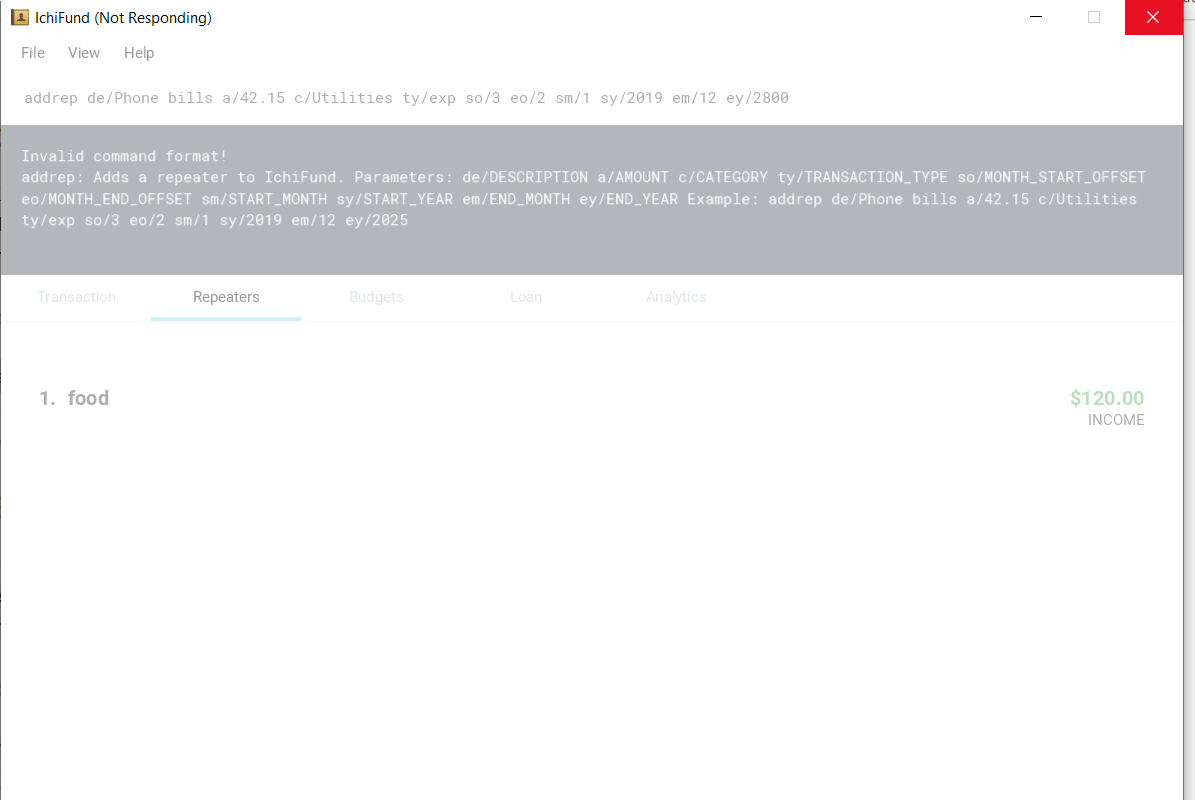 IchiFund (Not Responding)
File View Help
addrep de/Phone bills a/42.15 c/Utilities ty/exp so/3 eo/2 sm/1 sy/2019 em/12 ey/2800
Invalid command format!
addrep: Adds a repeater to IchiFund. Parameters: de/DESCRIPTION a/AMOUNT c/CATEGORY ty/TRANSACTION_TYPE so/MONTH_START_OFFSET
eo/MONTH_END_OFFSET sm/START_MONTH sy/START_YEAR em/END_MONTH ey/END_YEAR Example: addrep de/Phone bills a/42.15 c/Utilities
ty/exp so/3 eo/2 sm/1 sy/2019 em/12 ey/2025
Transaction Repeaters Budgets Loan Analytics
1. food $120.00
INCOME